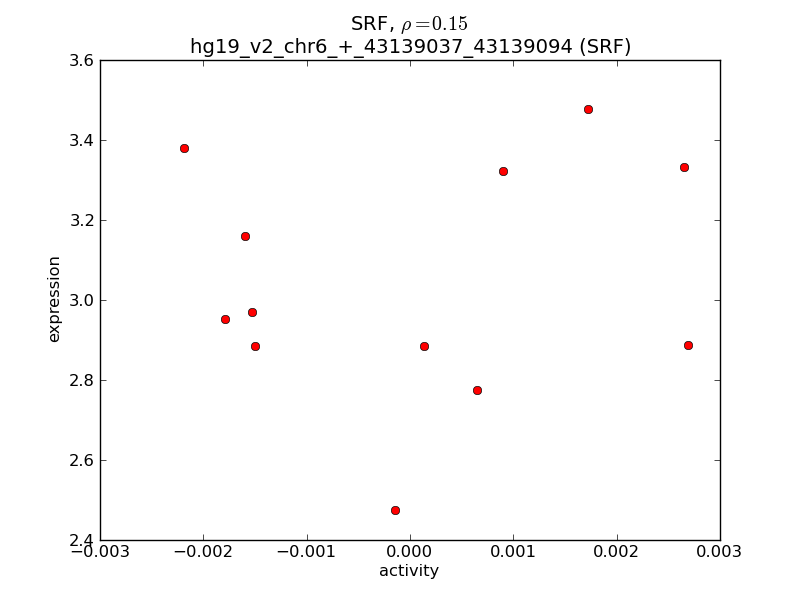 SRF, ρ=0.15
hg19_v2_chr6_+_43139037_43139094 (SRF)
3.6
3.4
3.2
3.0
2.8
2.6
2.4
expression
−0.003 −0.002 −0.001 0.000 0.001 0.002 0.003
activity